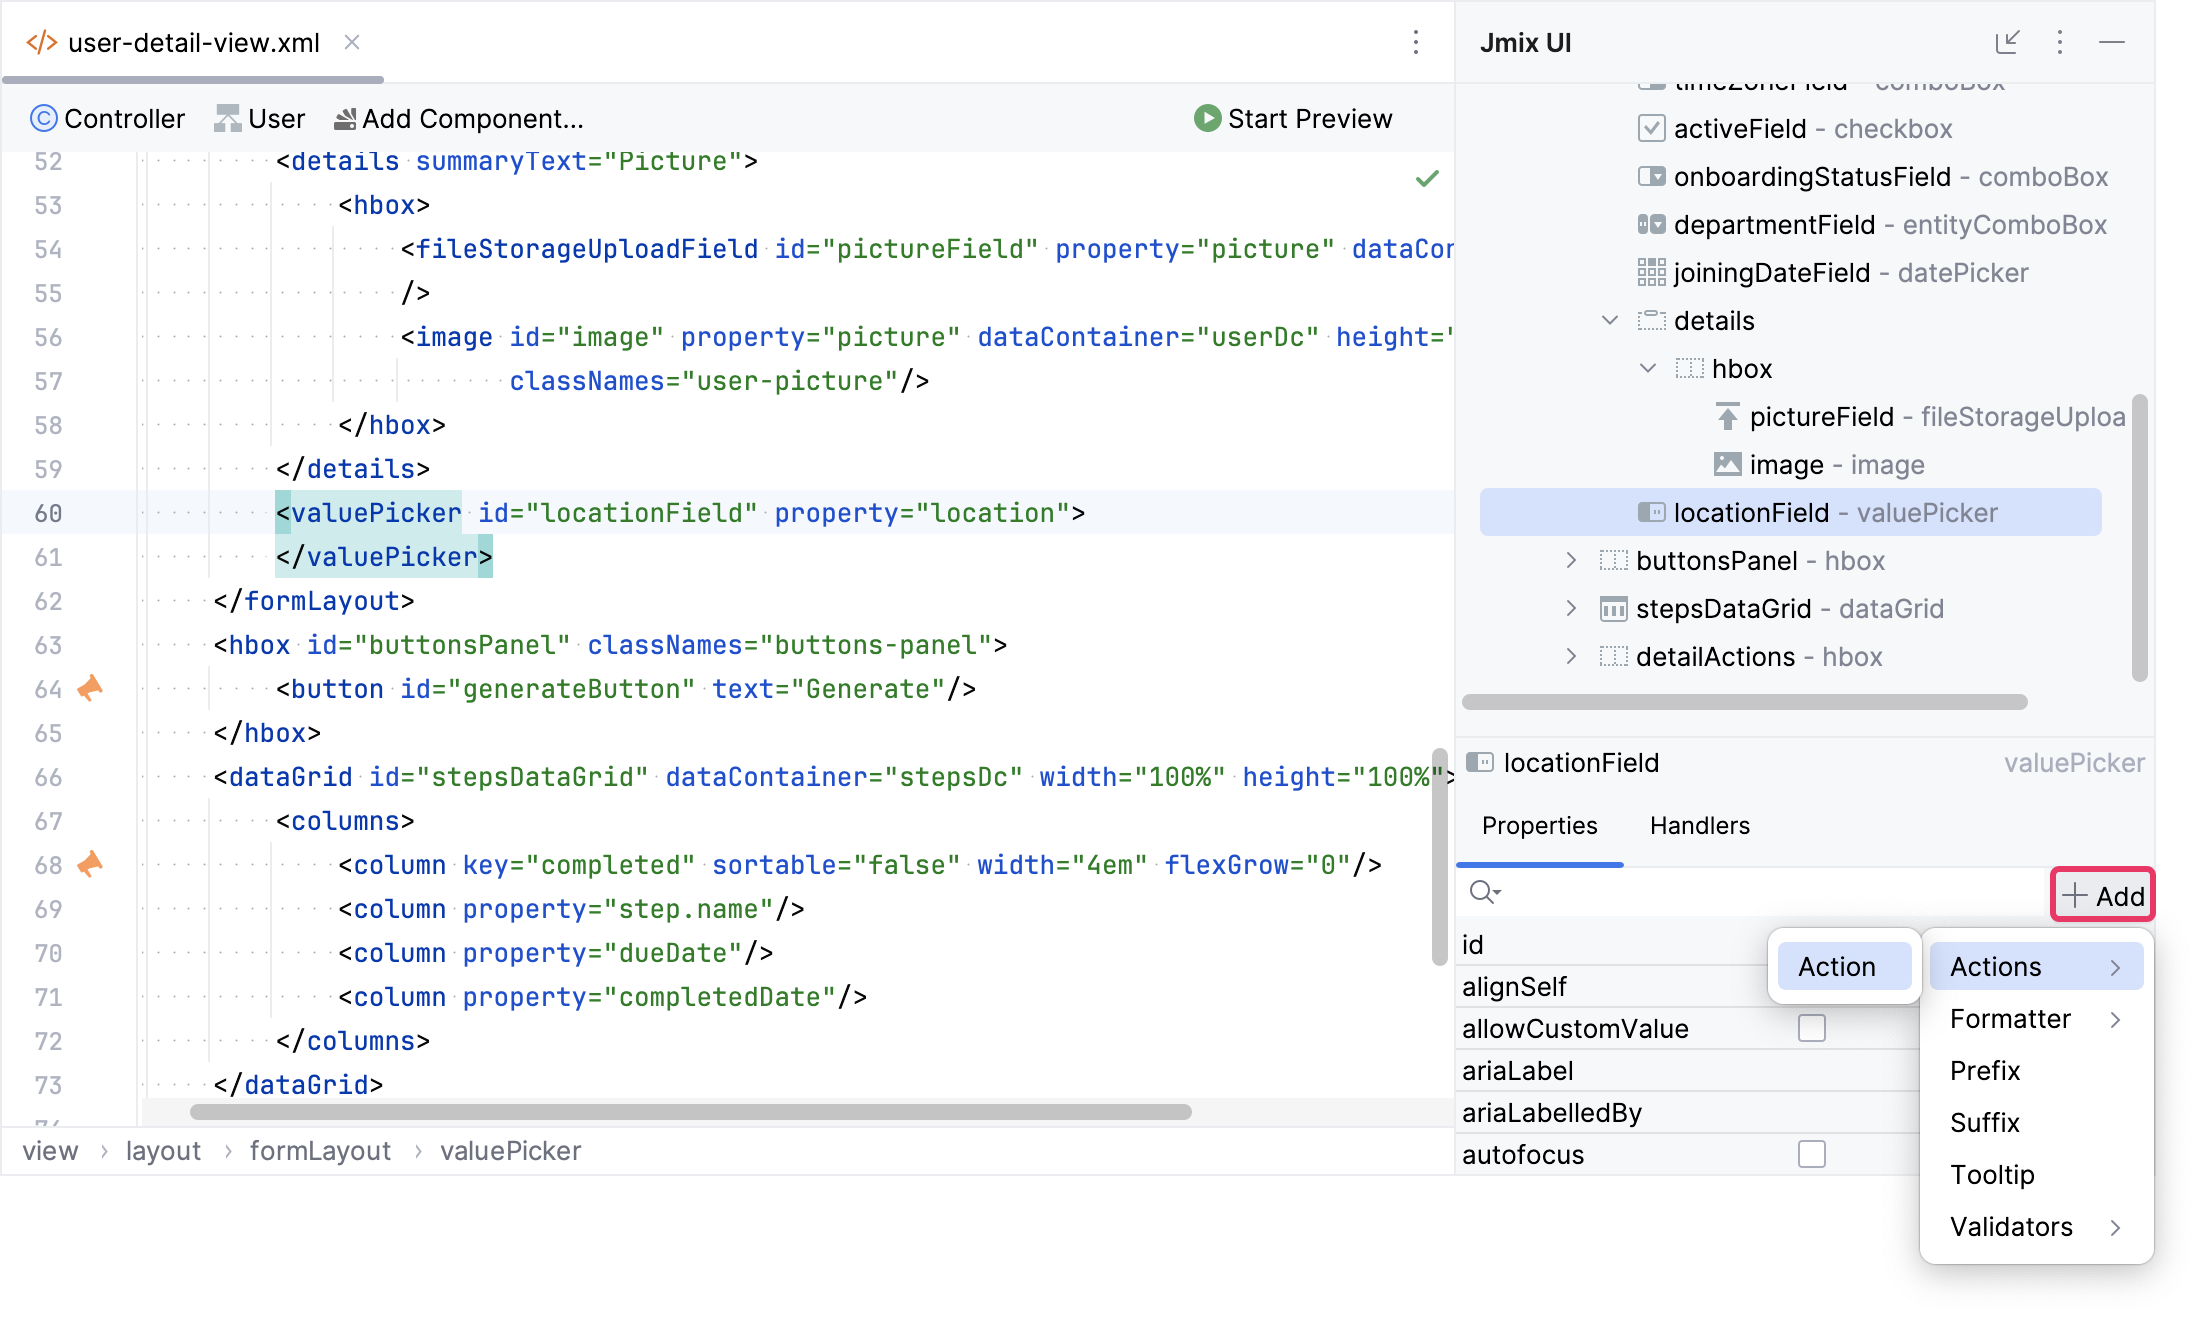 user-detail-view.xml
Controller User Add Component... Start Preview
52 <details summaryText="Picture">
53 <hbox>
54 <fileStorageUploadField id="pictureField" property="picture" dataCon
55 />
56 <image id="image" property="picture" dataContainer="userDc" height="
57 classNames="user-picture"/>
58 </hbox>
59 </details>
60 <valuePicker id="locationField" property="location">
61 </valuePicker>
62 </formLayout>
63 <hbox id="buttonsPanel" classNames="buttons-panel">
64 <button id="generateButton" text="Generate"/>
65 </hbox>
66 <dataGrid id="stepsDataGrid" dataContainer="stepsDc" width="100%" height="100%">
67 <columns>
68 <column key="completed" sortable="false" width="4em" flexGrow="0"/>
69 <column property="step.name"/>
70 <column property="dueDate"/>
71 <column property="completedDate"/>
72 </columns>
73 </dataGrid>
view › layout › formLayout › valuePicker
Jmix UI
timeZoneField - comboBox
activeField - checkbox
onboardingStatusField - comboBox
departmentField - entityComboBox
joiningDateField - datePicker
details
hbox
pictureField - fileStorageUploa
image - image
locationField - valuePicker
buttonsPanel - hbox
stepsDataGrid - dataGrid
detailActions - hbox
locationField valuePicker
Properties Handlers
Add
id
alignSelf
allowCustomValue
ariaLabel
ariaLabelledBy
autofocus
Action
Actions
Formatter
Prefix
Suffix
Tooltip
Validators